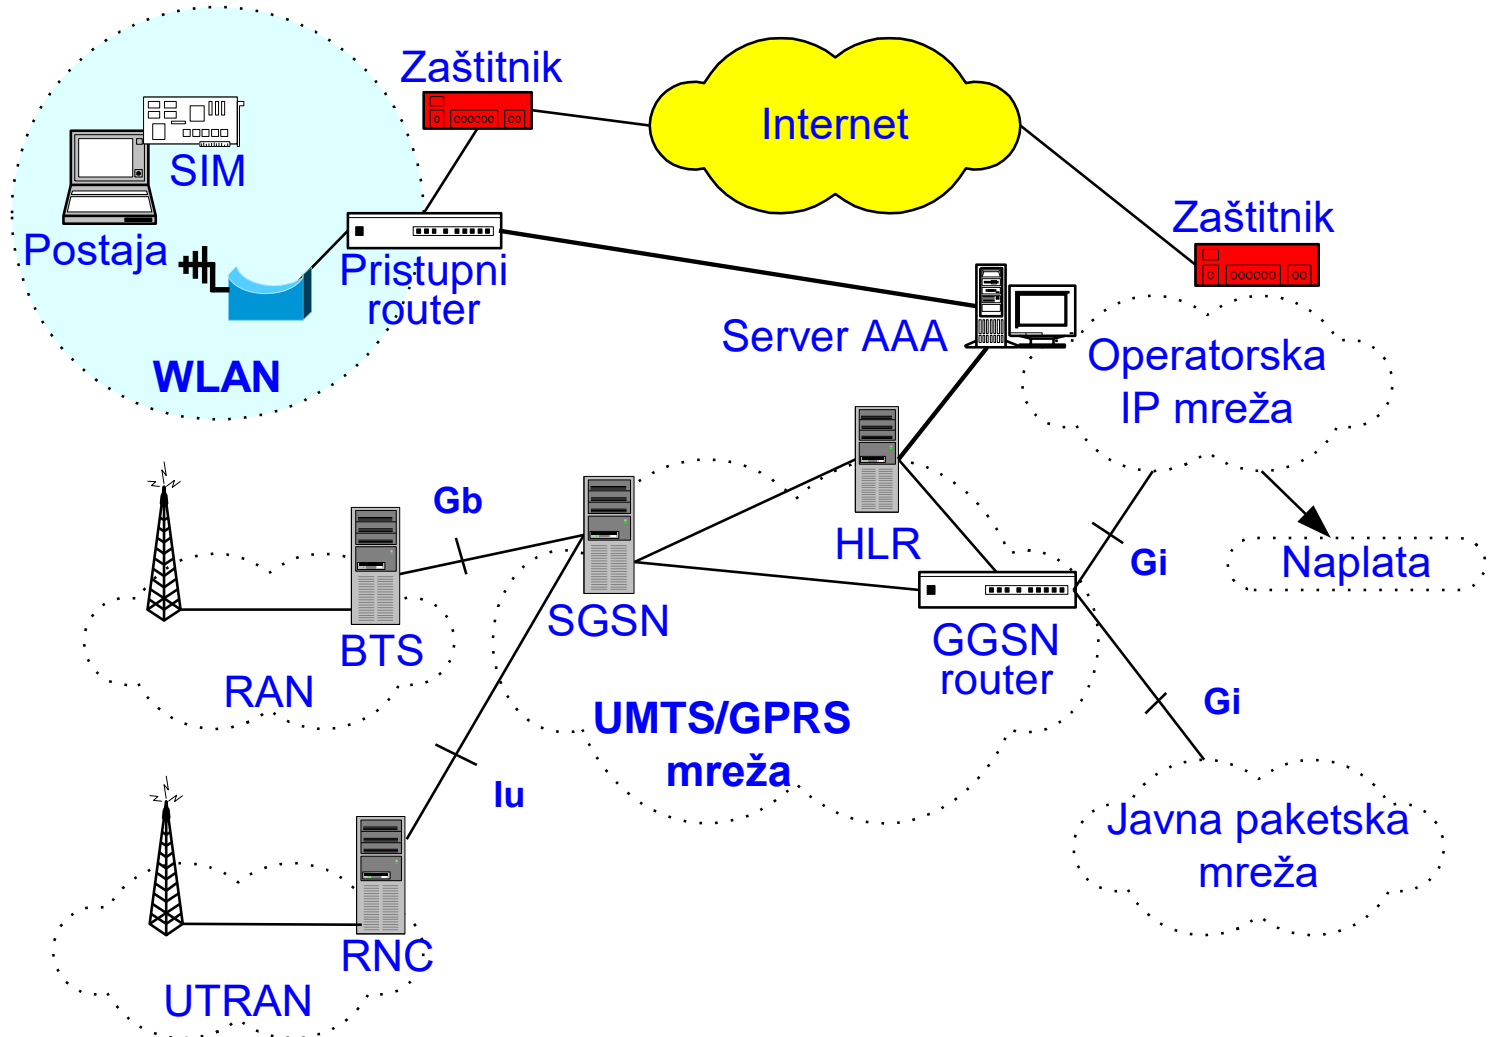 Zaštitnik
Internet
SIM
Postaja
Pristupni
router
WLAN
Zaštitnik
Server AAA
Operatorska
IP mreža
Gb
HLR
Gi
Naplata
SGSN
BTS
RAN
GGSN
router
Gi
UMTS/GPRS
mreža
Iu
Javna paketska
mreža
RNC
UTRAN